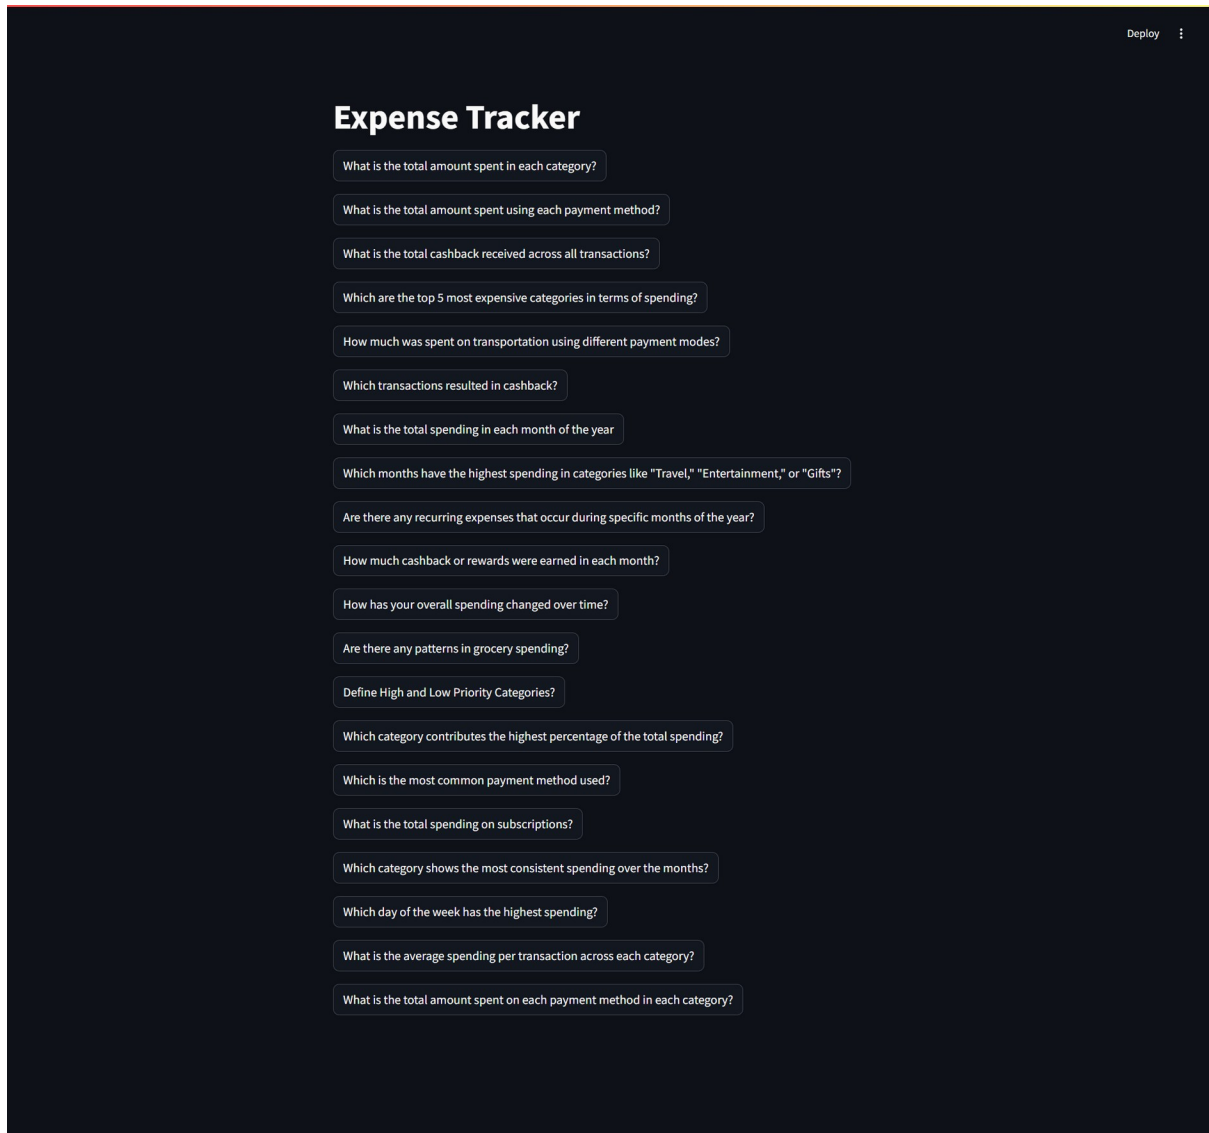 Deploy
Expense Tracker
What is the total amount spent in each category?
What is the total amount spent using each payment method?
What is the total cashback received across all transactions?
Which are the top 5 most expensive categories in terms of spending?
How much was spent on transportation using different payment modes?
Which transactions resulted in cashback?
What is the total spending in each month of the year
Which months have the highest spending in categories like "Travel," "Entertainment," or "Gifts"?
Are there any recurring expenses that occur during specific months of the year?
How much cashback or rewards were earned in each month?
How has your overall spending changed over time?
Are there any patterns in grocery spending?
Define High and Low Priority Categories?
Which category contributes the highest percentage of the total spending?
Which is the most common payment method used?
What is the total spending on subscriptions?
Which category shows the most consistent spending over the months?
Which day of the week has the highest spending?
What is the average spending per transaction across each category?
What is the total amount spent on each payment method in each category?